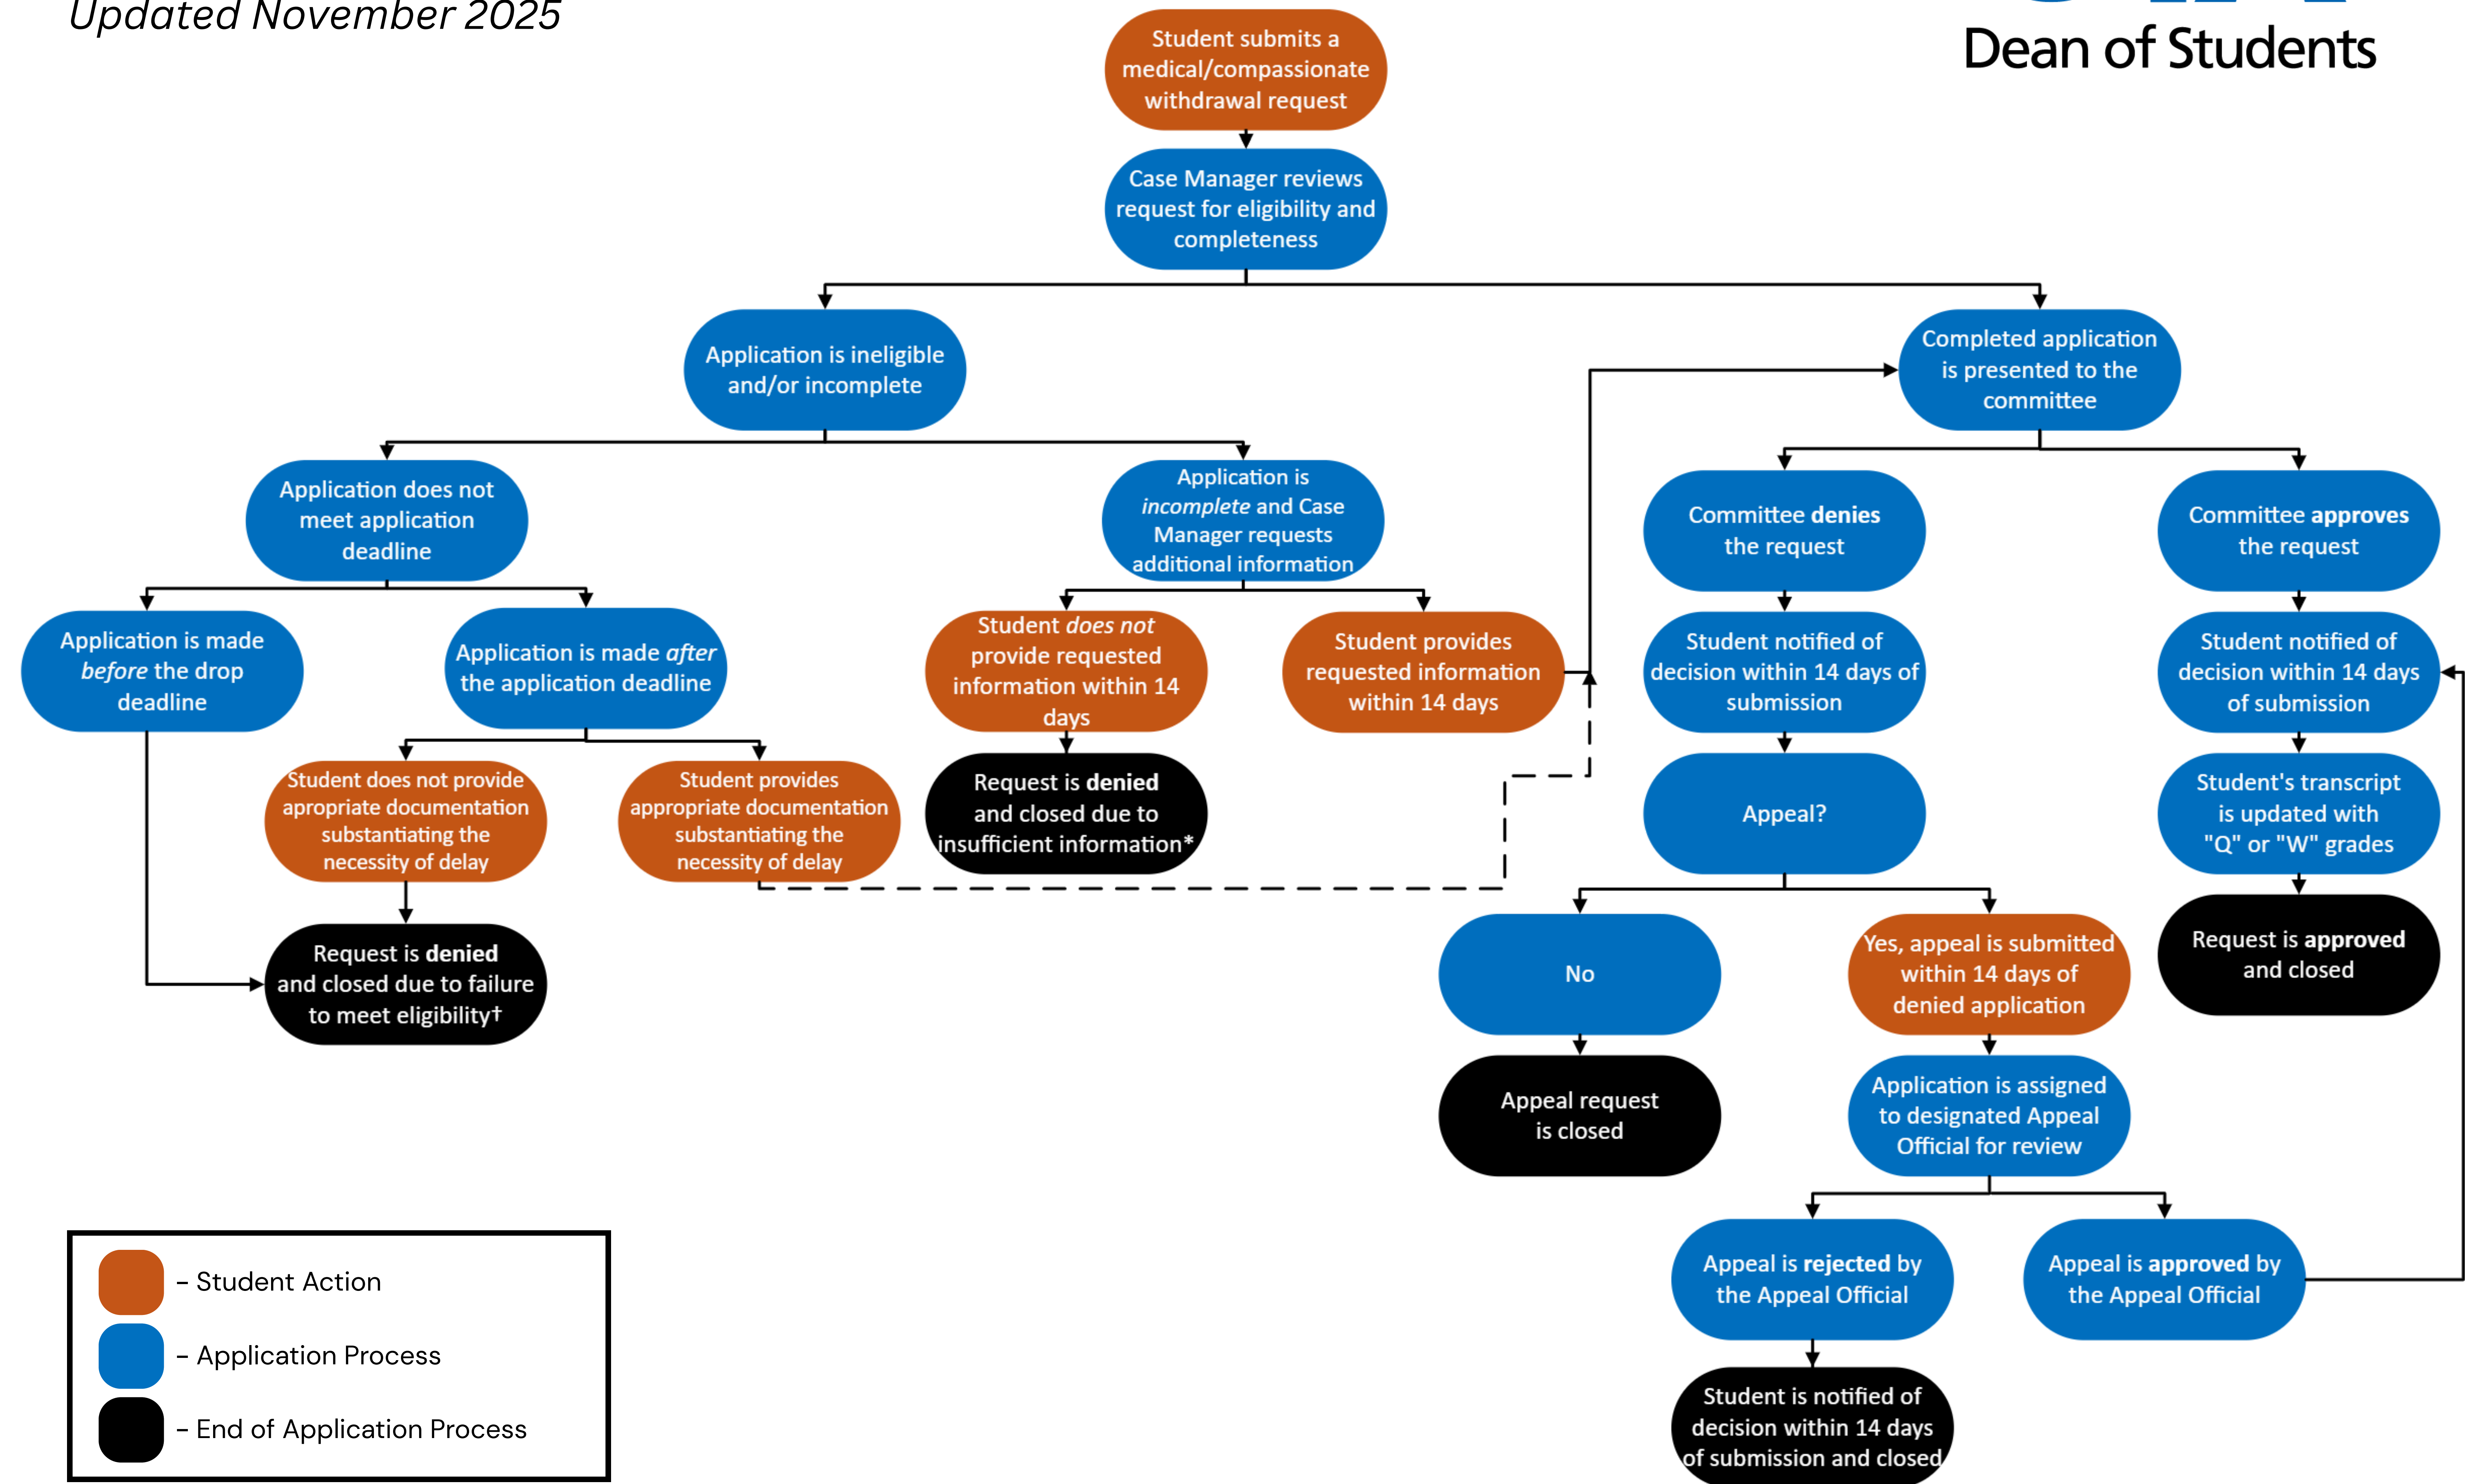 Updated November 2025
Dean of Students
Student submits a
medical/compassionate
withdrawal request
Case Manager reviews
request for eligibility and
completeness
Application is ineligible
and/or incomplete
Completed application
is presented to the
committee
Application does not
meet application
deadline
Application is
incomplete and Case
Manager requests
additional information
Committee denies
the request
Committee approves
the request
Application is made
before the drop
deadline
Application is made after
the application deadline
Student does not
provide requested
information within 14
days
Student provides
requested information
within 14 days
Student notified of
decision within 14 days of
submission
Student notified of
decision within 14 days
of submission
Student does not provide
apropriate documentation
substantiating the
necessity of delay
Student provides
appropriate documentation
substantiating the
necessity of delay
Request is denied
and closed due to
insufficient information*
Appeal?
Student's transcript
is updated with
"Q" or "W" grades
Request is denied
and closed due to failure
to meet eligibility†
No
Yes, appeal is submitted
within 14 days of
denied application
Request is approved
and closed
Appeal request
is closed
Application is assigned
to designated Appeal
Official for review
Appeal is rejected by
the Appeal Official
Appeal is approved by
the Appeal Official
Student is notified of
decision within 14 days
of submission and closed
- Student Action
- Application Process
- End of Application Process